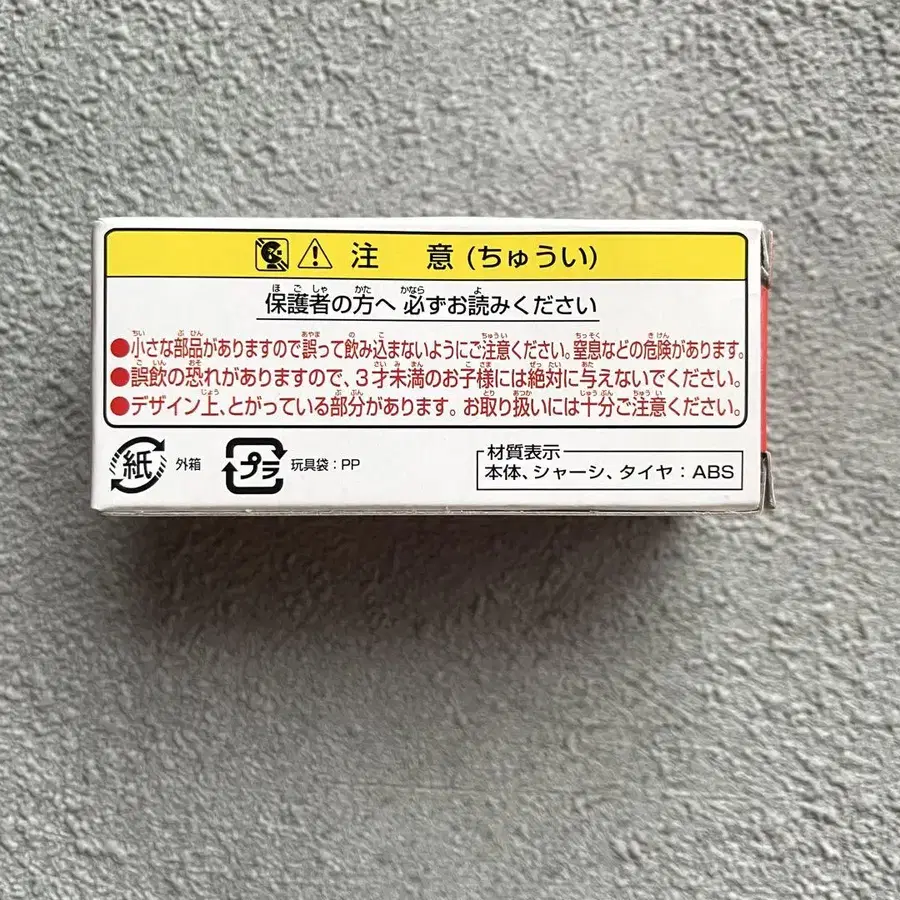 注 意 (ちゅうい)
保護者の方へ 必ずお読みください
●小さな部品がありますので誤って飲み込まないようにご注意ください。窒息などの危険があります。
●誤飲の恐れがありますので、3才未満のお子様には絶対に与えないでください。
●デザイン上、とがっている部分があります。お取り扱いには十分ご注意ください。
紙 外箱 プラ 玩具袋：PP
材質表示
本体、シャーシ、タイヤ：ABS